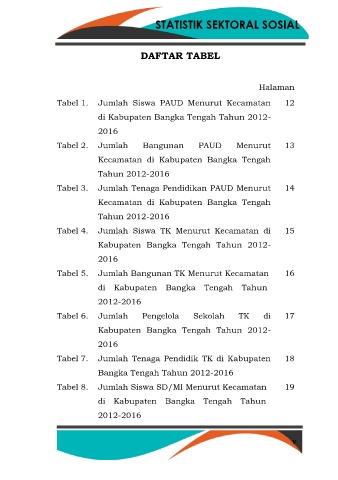 STATISTIK SEKTORAL SOSIAL
DAFTAR TABEL
Halaman
Tabel 1. Jumlah Siswa PAUD Menurut Kecamatan 12
di Kabupaten Bangka Tengah Tahun 2012-
2016
Tabel 2. Jumlah Bangunan PAUD Menurut 13
Kecamatan di Kabupaten Bangka Tengah
Tahun 2012-2016
Tabel 3. Jumlah Tenaga Pendidikan PAUD Menurut 14
Kecamatan di Kabupaten Bangka Tengah
Tahun 2012-2016
Tabel 4. Jumlah Siswa TK Menurut Kecamatan di 15
Kabupaten Bangka Tengah Tahun 2012-
2016
Tabel 5. Jumlah Bangunan TK Menurut Kecamatan 16
di Kabupaten Bangka Tengah Tahun
2012-2016
Tabel 6. Jumlah Pengelola Sekolah TK di 17
Kabupaten Bangka Tengah Tahun 2012-
2016
Tabel 7. Jumlah Tenaga Pendidik TK di Kabupaten 18
Bangka Tengah Tahun 2012-2016
Tabel 8. Jumlah Siswa SD/MI Menurut Kecamatan 19
di Kabupaten Bangka Tengah Tahun
2012-2016